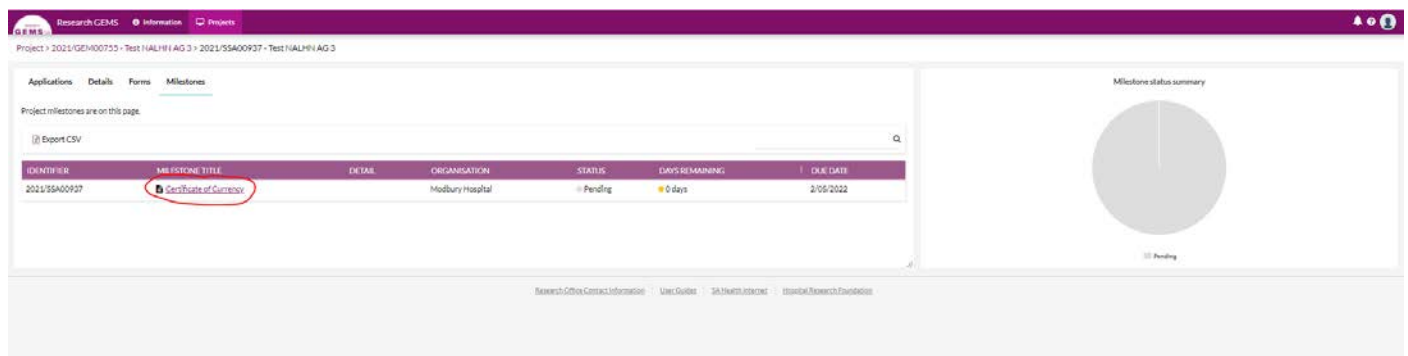 GEMS Research GEMS Information Projects
Project > 2021/GEM00755 - Test NALHN AG 3 > 2021/SSA00937 - Test NALHN AG 3
Applications Details Forms Milestones
Project milestones are on this page.
Export CSV
IDENTIFIER MILESTONE TITLE DETAIL ORGANISATION STATUS DAYS REMAINING DUE DATE
2021/SSA00937 Certificate of Currency Modbury Hospital Pending 0 days 2/05/2022
Milestone status summary
Pending
Research Office Contact Information User Guides SA Health Internet Hospital Research Foundation